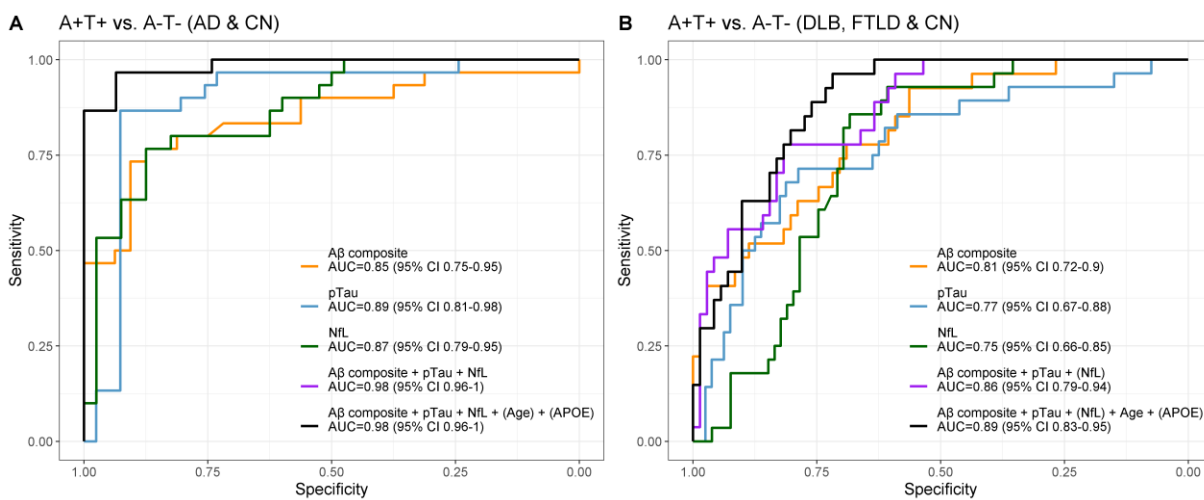 A
A+T+ vs. A-T- (AD & CN)
1.00
0.75
0.50
0.25
0.00
Sensitivity
Aβ composite
AUC=0.85 (95% CI 0.75-0.95)
pTau
AUC=0.89 (95% CI 0.81-0.98)
NfL
AUC=0.87 (95% CI 0.79-0.95)
Aβ composite + pTau + NfL
AUC=0.98 (95% CI 0.96-1)
Aβ composite + pTau + NfL + (Age) + (APOE)
AUC=0.98 (95% CI 0.96-1)
1.00
0.75
0.50
0.25
0.00
Specificity
B
A+T+ vs. A-T- (DLB, FTLD & CN)
1.00
0.75
0.50
0.25
0.00
Sensitivity
Aβ composite
AUC=0.81 (95% CI 0.72-0.9)
pTau
AUC=0.77 (95% CI 0.67-0.88)
NfL
AUC=0.75 (95% CI 0.66-0.85)
Aβ composite + pTau + (NfL)
AUC=0.86 (95% CI 0.79-0.94)
Aβ composite + pTau + (NfL) + Age + (APOE)
AUC=0.89 (95% CI 0.83-0.95)
1.00
0.75
0.50
0.25
0.00
Specificity